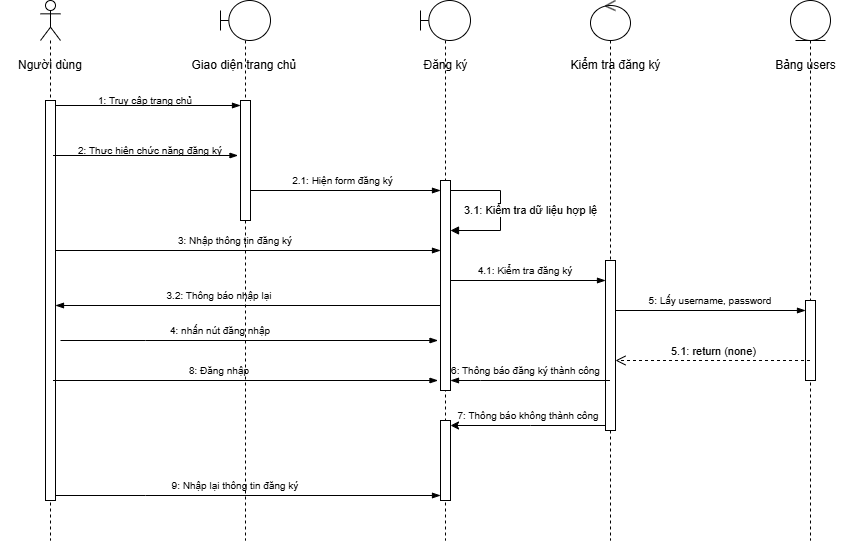 Người dùng
Giao diện trang chủ
Đăng ký
Kiểm tra đăng ký
Bảng users
1: Truy cập trang chủ
2: Thực hiện chức năng đăng ký
2.1: Hiện form đăng ký
3.1: Kiểm tra dữ liệu hợp lệ
3: Nhập thông tin đăng ký
4.1: Kiểm tra đăng ký
3.2: Thông báo nhập lại
5: Lấy username, password
4: nhấn nút đăng nhập
5.1: return (none)
8: Đăng nhập
6: Thông báo đăng ký thành công
7: Thông báo không thành công
9: Nhập lại thông tin đăng ký